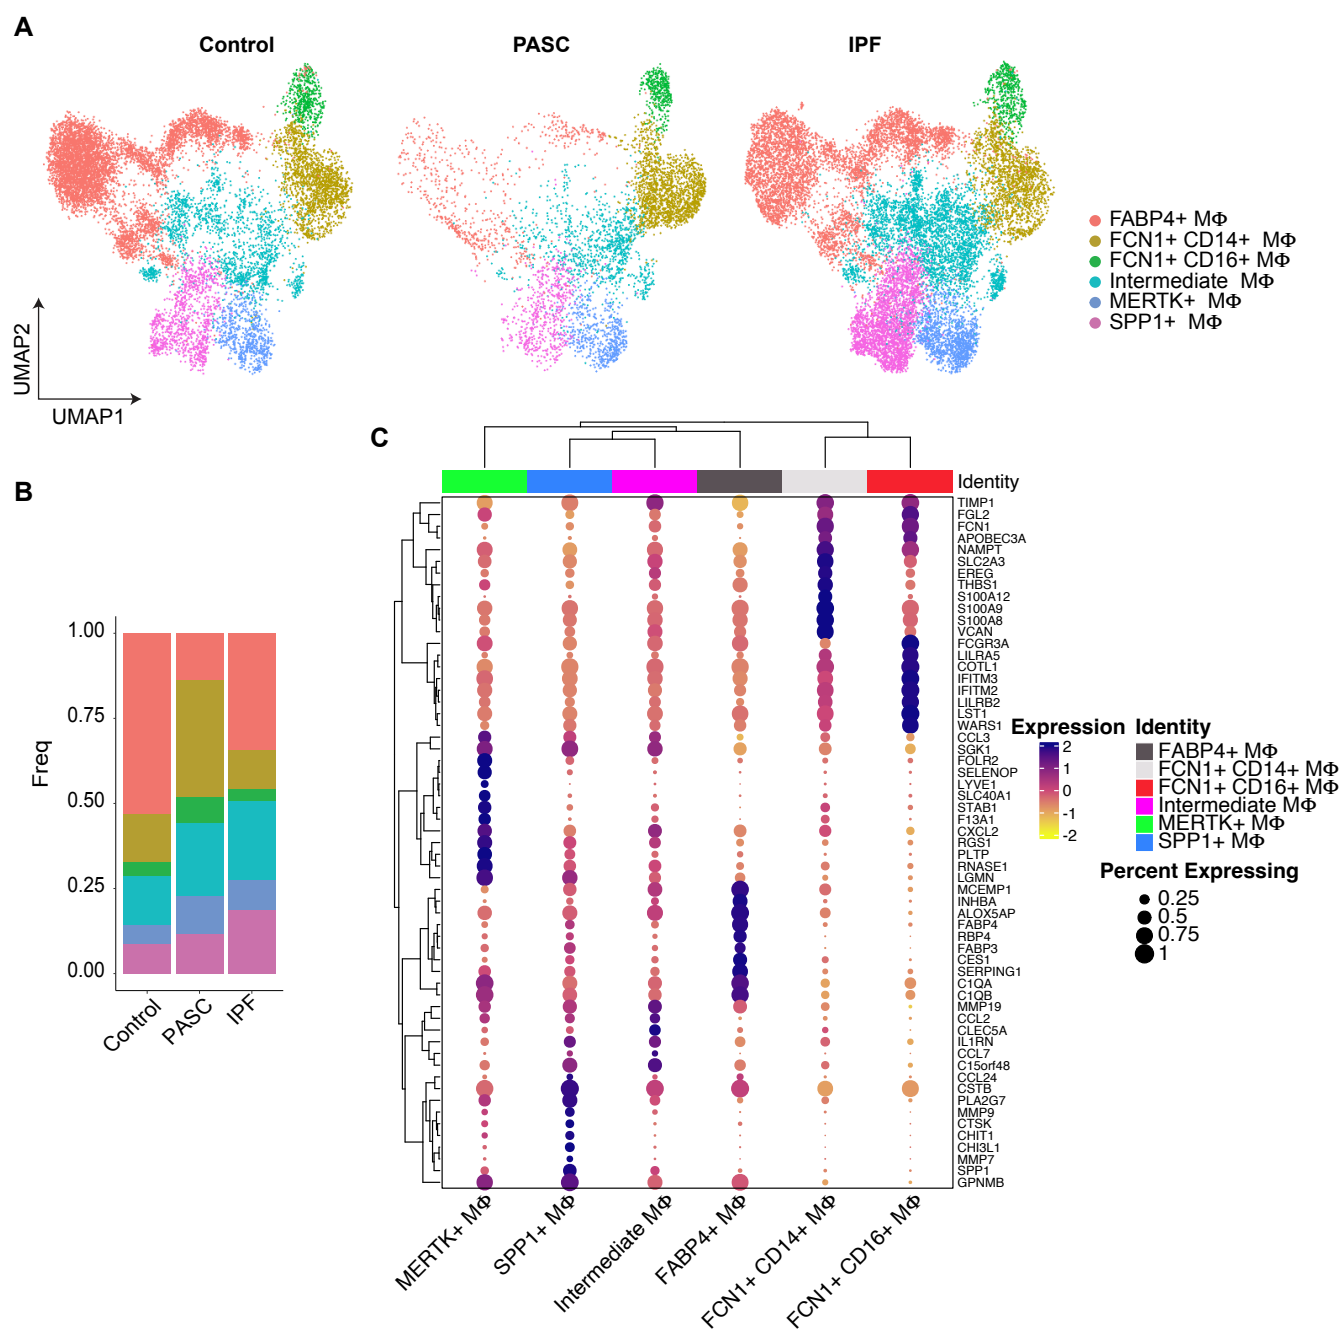 A
Control
PASC
IPF
FABP4+ MΦ
FCN1+ CD14+ MΦ
FCN1+ CD16+ MΦ
Intermediate MΦ
MERTK+ MΦ
SPP1+ MΦ
UMAP2
UMAP1
B
1.00
0.75
0.50
0.25
0.00
Freq
Control
PASC
IPF
C
Identity
TIMP1
FGL2
FCN1
APOBEC3A
NAMPT
SLC2A3
EREG
THBS1
S100A12
S100A9
S100A8
VCAN
FCGR3A
LILRA5
COTL1
IFITM3
IFITM2
LILRB2
LST1
WARS1
CCL3
SGK1
FOLR2
SELENOP
LYVE1
SLC40A1
STAB1
F13A1
CXCL2
RGS1
PLTP
RNASE1
LGMN
MCEMP1
INHBA
ALOX5AP
FABP4
RBP4
FABP3
CES1
SERPING1
C1QA
C1QB
MMP19
CCL2
CLEC5A
IL1RN
CCL7
C15orf48
CCL24
CSTB
PLA2G7
MMP9
CTSK
CHIT1
CHI3L1
MMP7
SPP1
GPNMB
MERTK+ MΦ
SPP1+ MΦ
Intermediate MΦ
FABP4+ MΦ
FCN1+ CD14+ MΦ
FCN1+ CD16+ MΦ
Expression
2
1
0
-1
-2
Identity
FABP4+ MΦ
FCN1+ CD14+ MΦ
FCN1+ CD16+ MΦ
Intermediate MΦ
MERTK+ MΦ
SPP1+ MΦ
Percent Expressing
0.25
0.5
0.75
1